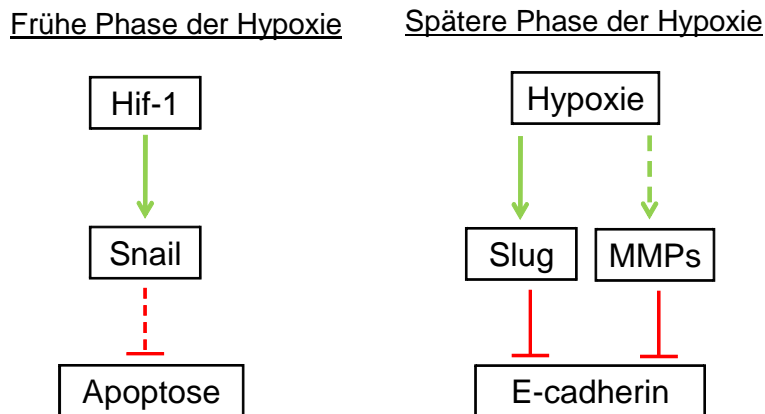 Frühe Phase der Hypoxie
Hif-1
Snail
Apoptose
Spätere Phase der Hypoxie
Hypoxie
Slug MMPs
E-cadherin